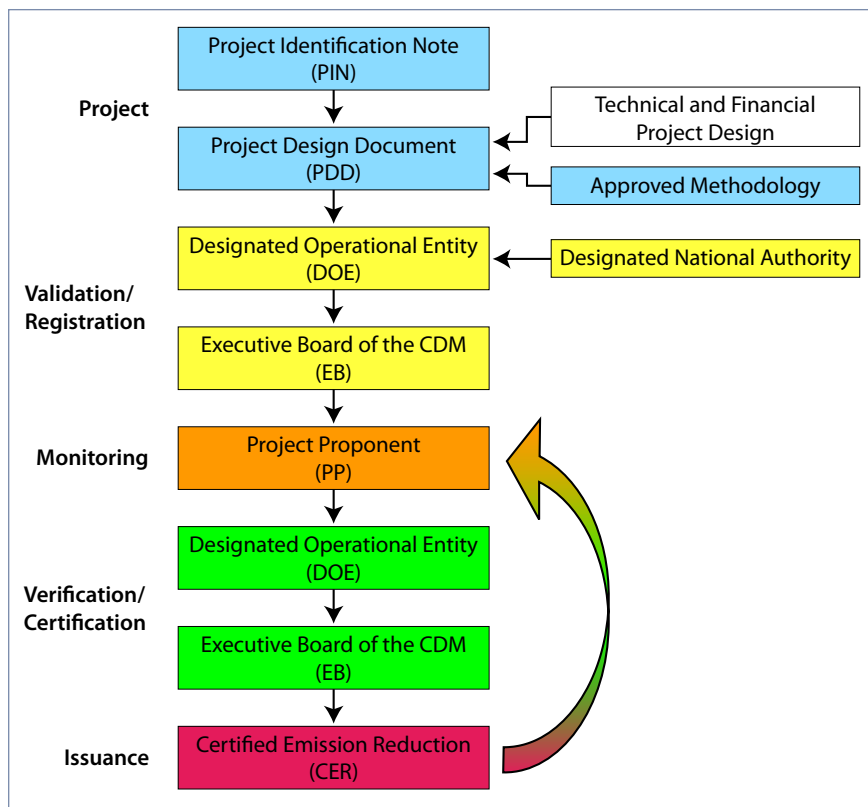 Project Identification Note
(PIN)
Project
Technical and Financial
Project Design
Project Design Document
(PDD)
Approved Methodology
Designated Operational Entity
(DOE)
Designated National Authority
Validation/
Registration
Executive Board of the CDM
(EB)
Monitoring
Project Proponent
(PP)
Designated Operational Entity
(DOE)
Verification/
Certification
Executive Board of the CDM
(EB)
Issuance
Certified Emission Reduction
(CER)